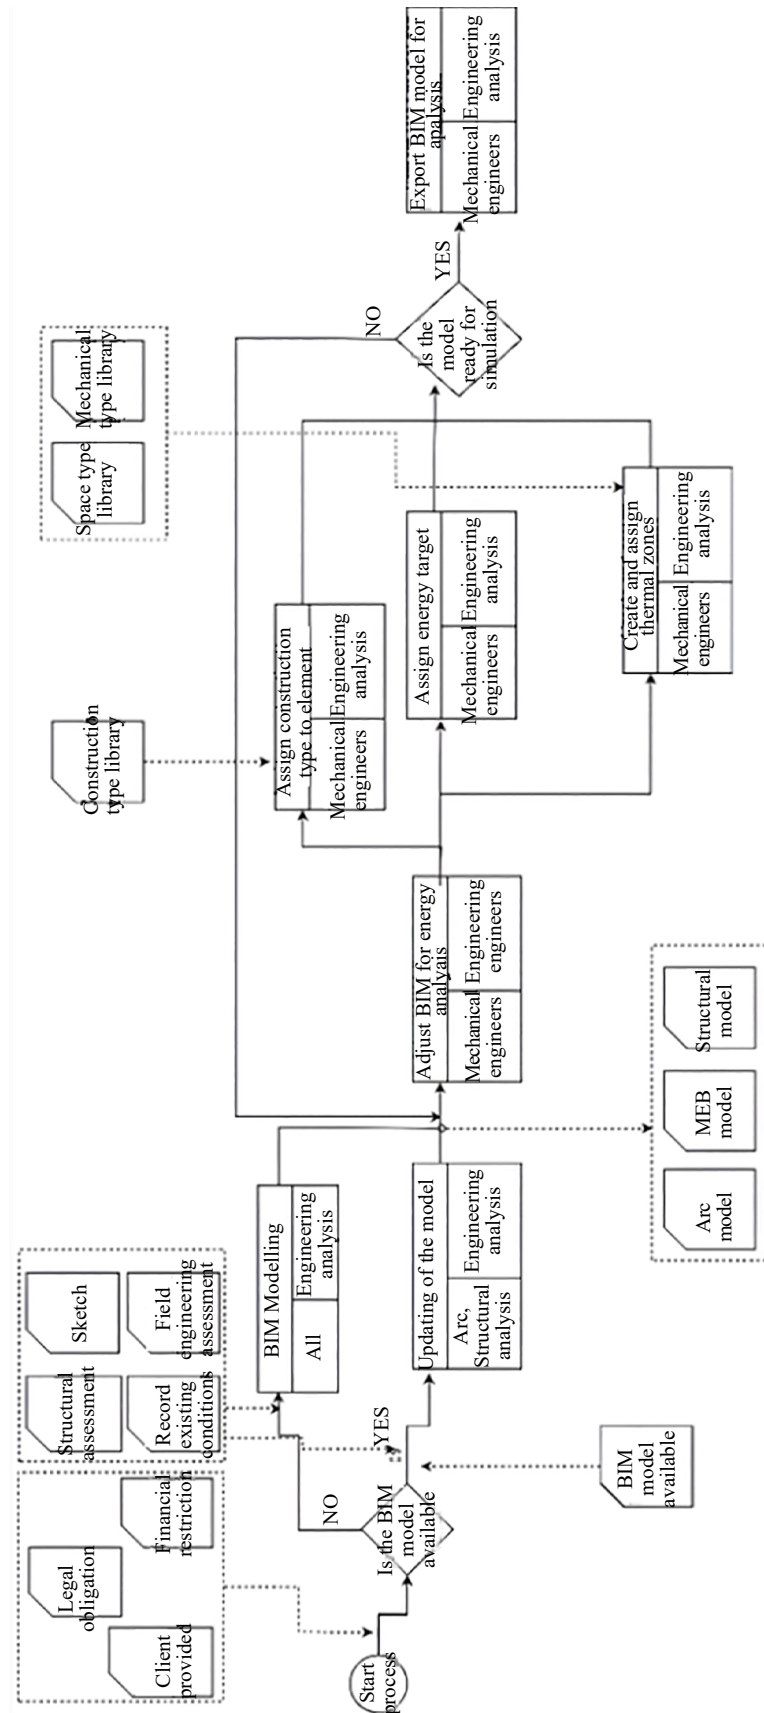 Client
provided
Legal
obligation
Financial
restriction
Structural
assessment
Sketch
Record
existing
conditions
Field
engineering
assessment
Start
process
Is the BIM
model
available
NO
YES
BIM
model
available
BIM Modelling
All
Engineering
analysis
Updating of the model
Arc,
Structural
analysis
Engineering
analysis
Arc
model
MEB
model
Structural
model
Adjust BIM for energy
analyais
Mechanical
engineers
Engineering
engineers
Construction
type library
Assign construction
type to element
Mechanical
engineers
Engineering
analysis
Assign energy target
Mechanical
engineers
Engineering
analysis
Create and assign
thermal zones
Mechanical
engineers
Engineering
analysis
Space type
library
Mechanical
type library
Is the
model
ready for
simulation
NO
YES
Export BIM model for
apalysis
Mechanical
engineers
Engineering
analysis